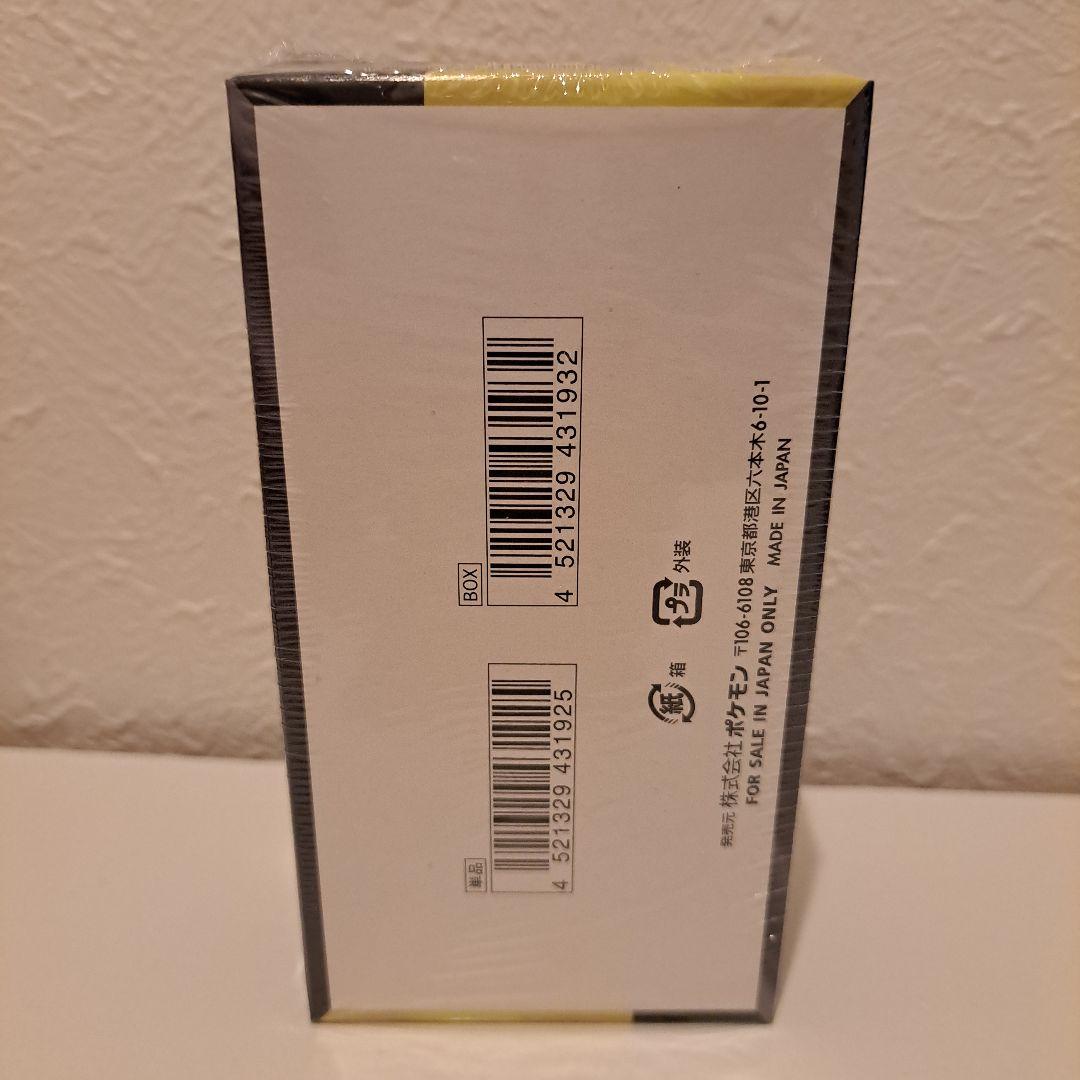 単品
4 521329 431925
BOX
4 521329 431932
紙 箱
プラ 外装
発売元 株式会社ポケモン 〒106-6108 東京都港区六本木6-10-1
FOR SALE IN JAPAN ONLY MADE IN JAPAN